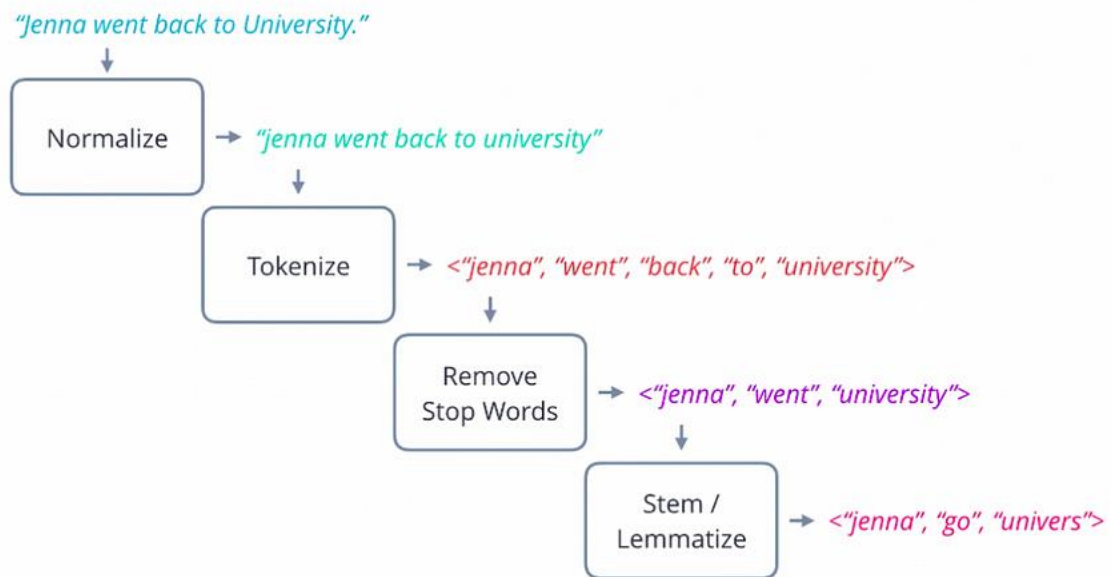 “Jenna went back to University.”
Normalize
“jenna went back to university”
Tokenize
<“jenna”, “went”, “back”, “to”, “university”>
Remove
Stop Words
<“jenna”, “went”, “university”>
Stem /
Lemmatize
<“jenna”, “go”, “univers”>